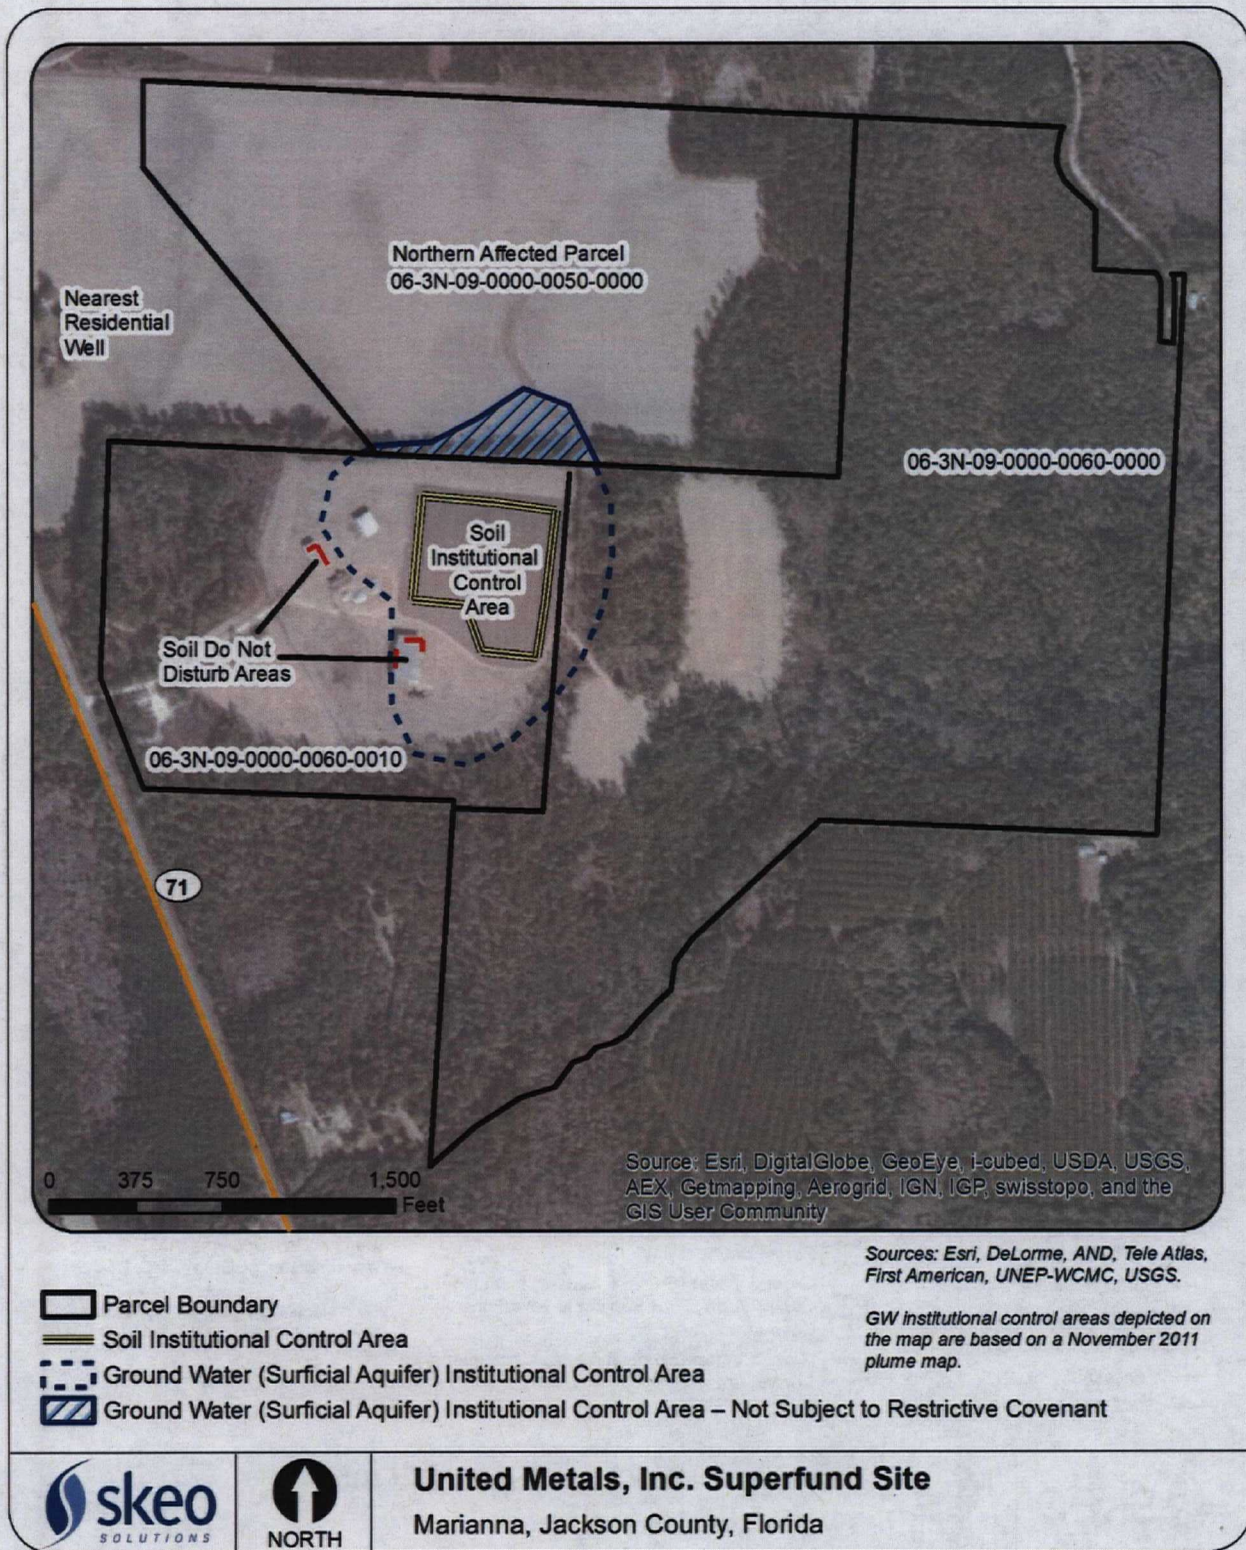 Northern Affected Parcel
06-3N-09-0000-0050-0000
Nearest
Residential
Well
06-3N-09-0000-0060-0000
Soil
Institutional
Control
Area
Soil Do Not
Disturb Areas
06-3N-09-0000-0060-0010
71
0 375 750 1,500
Feet
Source: Esri, DigitalGlobe, GeoEye, i-cubed, USDA, USGS,
AEX, Getmapping, Aerogrid, IGN, IGP, swisstopo, and the
GIS User Community
Sources: Esri, DeLorme, AND, Tele Atlas,
First American, UNEP-WCMC, USGS.
GW institutional control areas depicted on
the map are based on a November 2011
plume map.
Parcel Boundary
Soil Institutional Control Area
Ground Water (Surficial Aquifer) Institutional Control Area
Ground Water (Surficial Aquifer) Institutional Control Area – Not Subject to Restrictive Covenant
skeo
SOLUTIONS
NORTH
United Metals, Inc. Superfund Site
Marianna, Jackson County, Florida